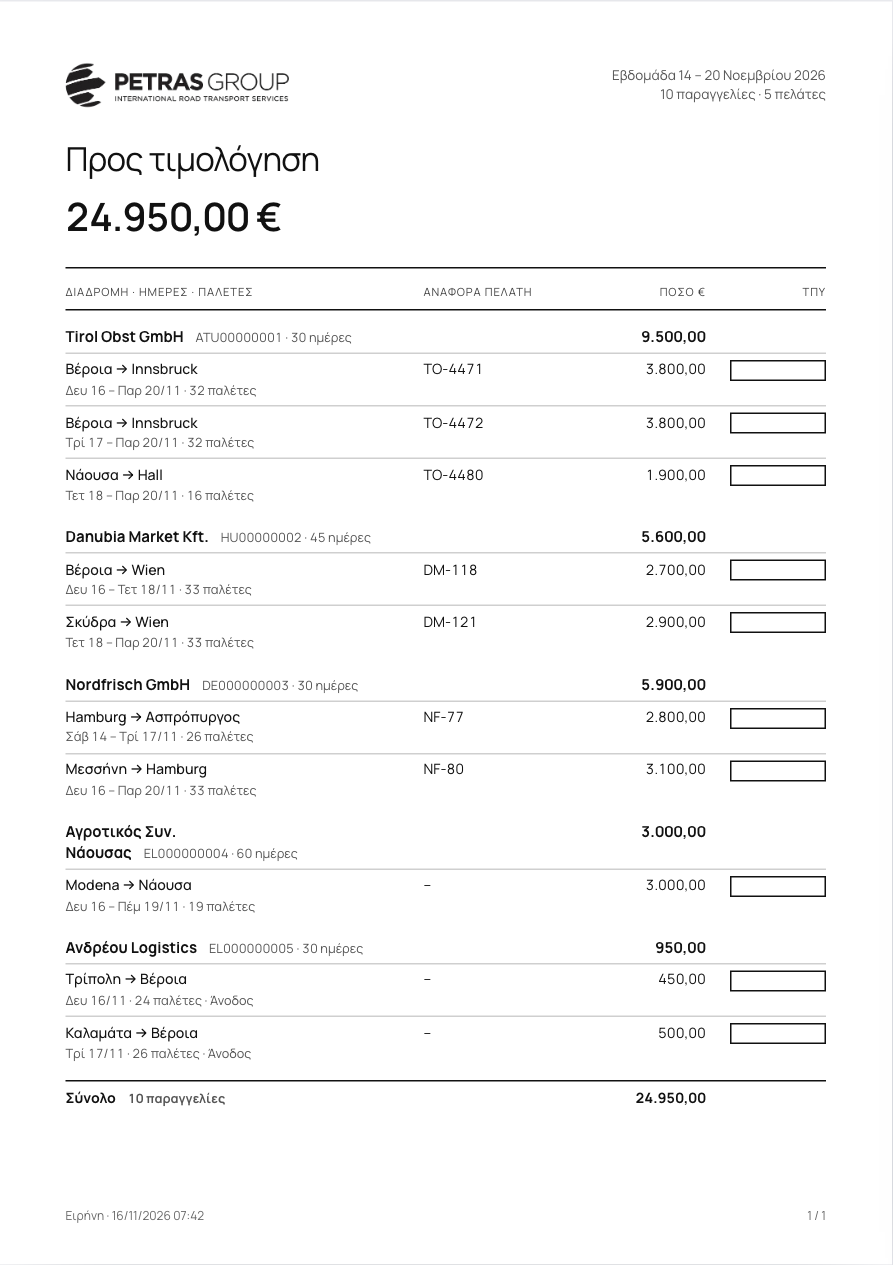 PETRAS GROUP
INTERNATIONAL ROAD TRANSPORT SERVICES
Εβδομάδα 14 – 20 Νοεμβρίου 2026
10 παραγγελίες · 5 πελάτες
Προς τιμολόγηση
24.950,00 €
ΔΙΑΔΡΟΜΗ · ΗΜΕΡΕΣ · ΠΑΛΕΤΕΣ ΑΝΑΦΟΡΑ ΠΕΛΑΤΗ ΠΟΣΟ € ΤΠΥ
Tirol Obst GmbH ATU00000001 · 30 ημέρες 9.500,00
Βέροια → Innsbruck TO-4471 3.800,00
Δευ 16 – Παρ 20/11 · 32 παλέτες
Βέροια → Innsbruck TO-4472 3.800,00
Τρί 17 – Παρ 20/11 · 32 παλέτες
Νάουσα → Hall TO-4480 1.900,00
Τετ 18 – Παρ 20/11 · 16 παλέτες
Danubia Market Kft. HU00000002 · 45 ημέρες 5.600,00
Βέροια → Wien DM-118 2.700,00
Δευ 16 – Τετ 18/11 · 33 παλέτες
Σκύδρα → Wien DM-121 2.900,00
Τετ 18 – Παρ 20/11 · 33 παλέτες
Nordfrisch GmbH DE000000003 · 30 ημέρες 5.900,00
Hamburg → Ασπρόπυργος NF-77 2.800,00
Σάβ 14 – Τρί 17/11 · 26 παλέτες
Μεσσήνη → Hamburg NF-80 3.100,00
Δευ 16 – Παρ 20/11 · 33 παλέτες
Αγροτικός Συν. 3.000,00
Νάουσας EL000000004 · 60 ημέρες
Modena → Νάουσα – 3.000,00
Δευ 16 – Πέμ 19/11 · 19 παλέτες
Ανδρέου Logistics EL000000005 · 30 ημέρες 950,00
Τρίπολη → Βέροια – 450,00
Δευ 16/11 · 24 παλέτες · Άνοδος
Καλαμάτα → Βέροια – 500,00
Τρί 17/11 · 26 παλέτες · Άνοδος
Σύνολο 10 παραγγελίες 24.950,00
Ειρήνη · 16/11/2026 07:42 1 / 1